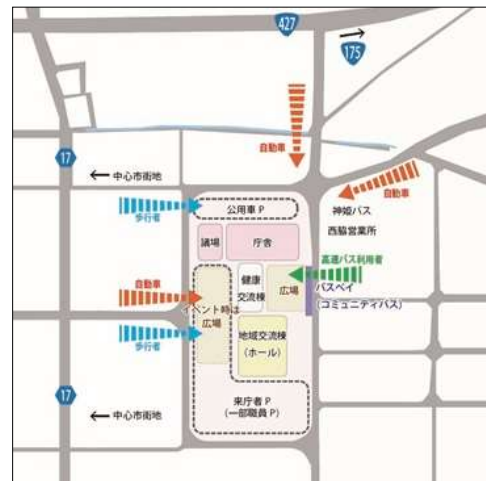 427
175
自動車
17
← 中心市街地
自動車
公用車 P
歩行者
神姫バス
西脇営業所
議場
庁舎
高速バス利用者
健康
交流棟
広場
バスベイ
(コミュニティバス)
自動車
イベント時は
広場
歩行者
地域交流棟
(ホール)
来庁者 P
(一部職員 P)
17
← 中心市街地